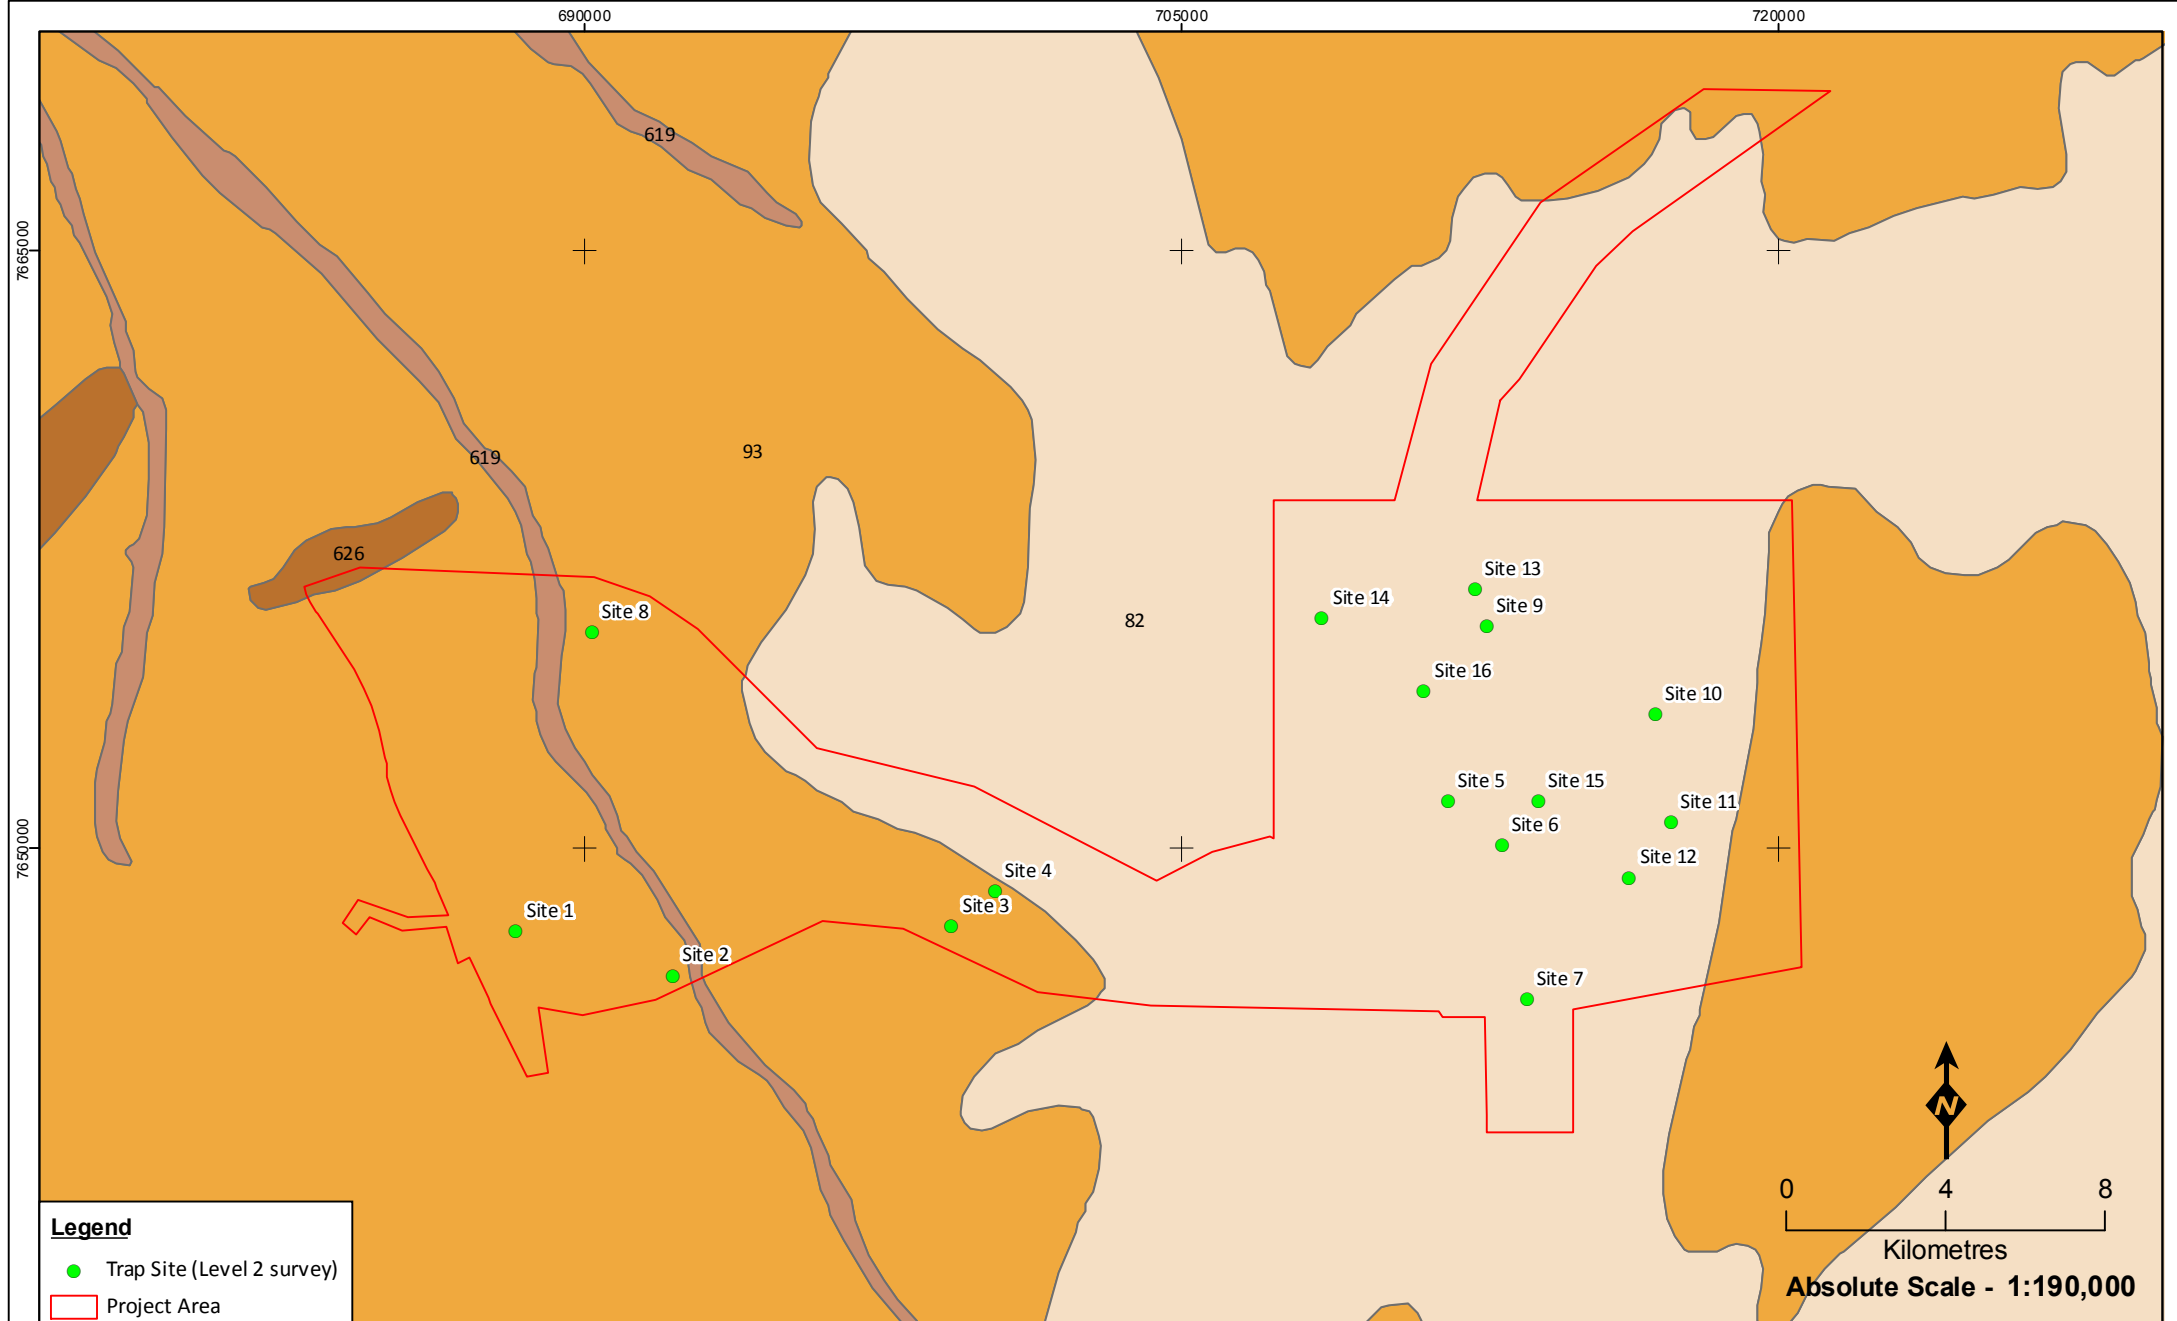 690000
705000
720000
7665000
7650000
619
619
93
626
82
Site 8
Site 13
Site 14
Site 9
Site 16
Site 10
Site 5
Site 15
Site 11
Site 6
Site 12
Site 4
Site 3
Site 1
Site 2
Site 7
N
0 4 8
Kilometres
Absolute Scale - 1:190,000
Legend
Trap Site (Level 2 survey)
Project Area